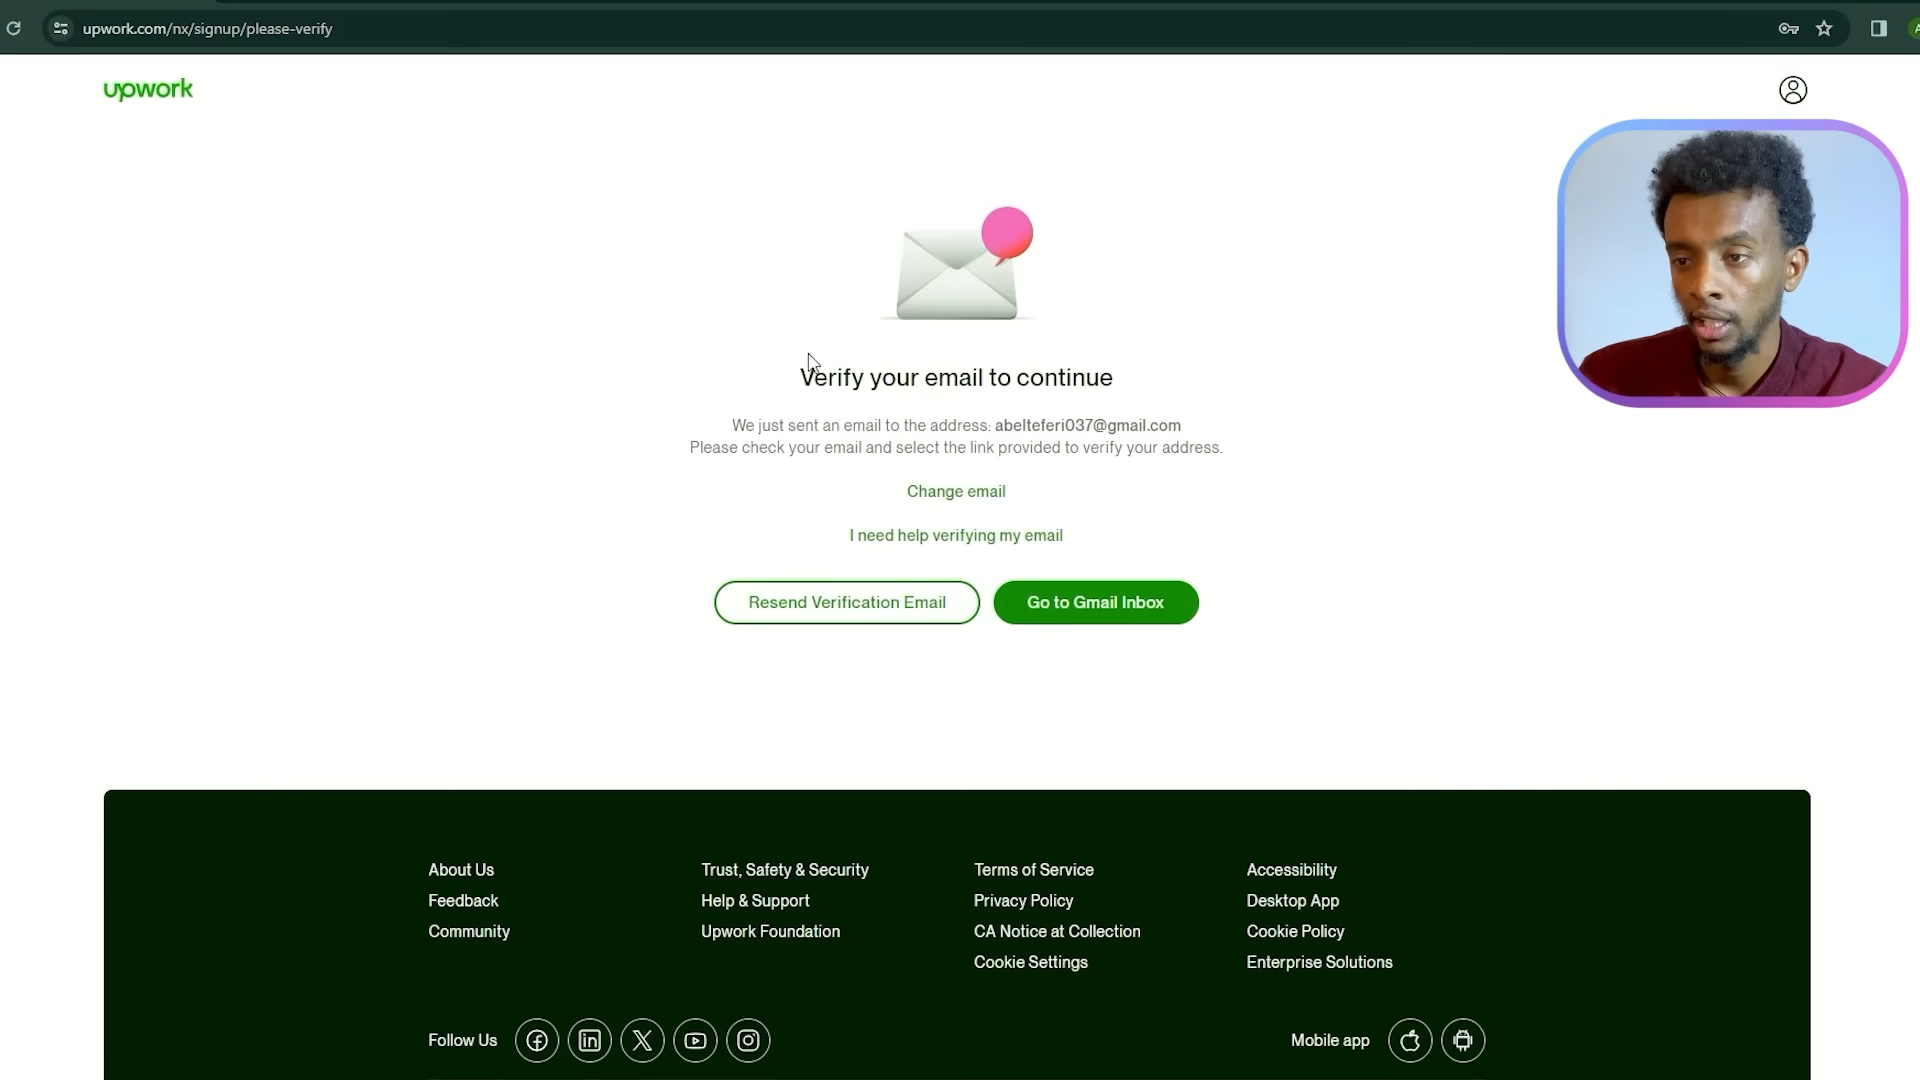 upwork.com/nx/signup/please-verify
upwork
Verify your email to continue
We just sent an email to the address: abelteferi037@gmail.com
Please check your email and select the link provided to verify your address.
Change email
I need help verifying my email
Resend Verification Email
Go to Gmail Inbox
About Us
Feedback
Community
Trust, Safety & Security
Help & Support
Upwork Foundation
Terms of Service
Privacy Policy
CA Notice at Collection
Cookie Settings
Accessibility
Desktop App
Cookie Policy
Enterprise Solutions
Follow Us
Mobile app